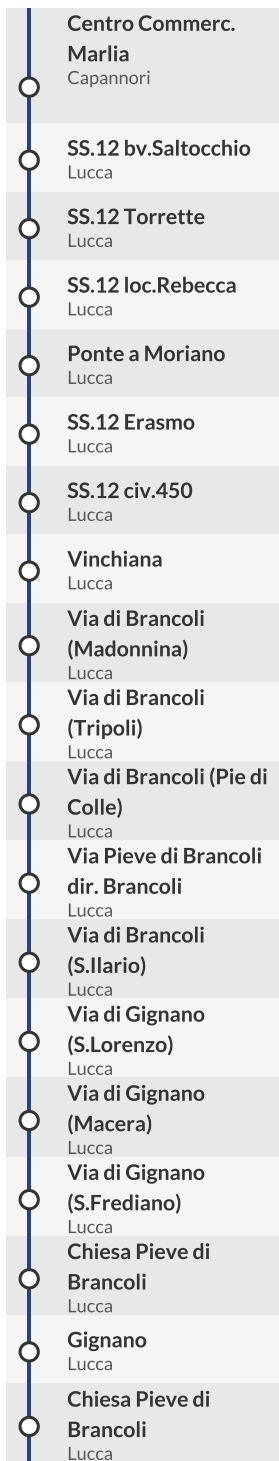 Centro Commerc.
Marlia
Capannori
SS.12 bv.Saltocchio
Lucca
SS.12 Torrette
Lucca
SS.12 loc.Rebecca
Lucca
Ponte a Moriano
Lucca
SS.12 Erasmo
Lucca
SS.12 civ.450
Lucca
Vinchiana
Lucca
Via di Brancoli
(Madonnina)
Lucca
Via di Brancoli
(Tripoli)
Lucca
Via di Brancoli (Pie di
Colle)
Lucca
Via Pieve di Brancoli
dir. Brancoli
Lucca
Via di Brancoli
(S.Ilario)
Lucca
Via di Gignano
(S.Lorenzo)
Lucca
Via di Gignano
(Macera)
Lucca
Via di Gignano
(S.Frediano)
Lucca
Chiesa Pieve di
Brancoli
Lucca
Gignano
Lucca
Chiesa Pieve di
Brancoli
Lucca